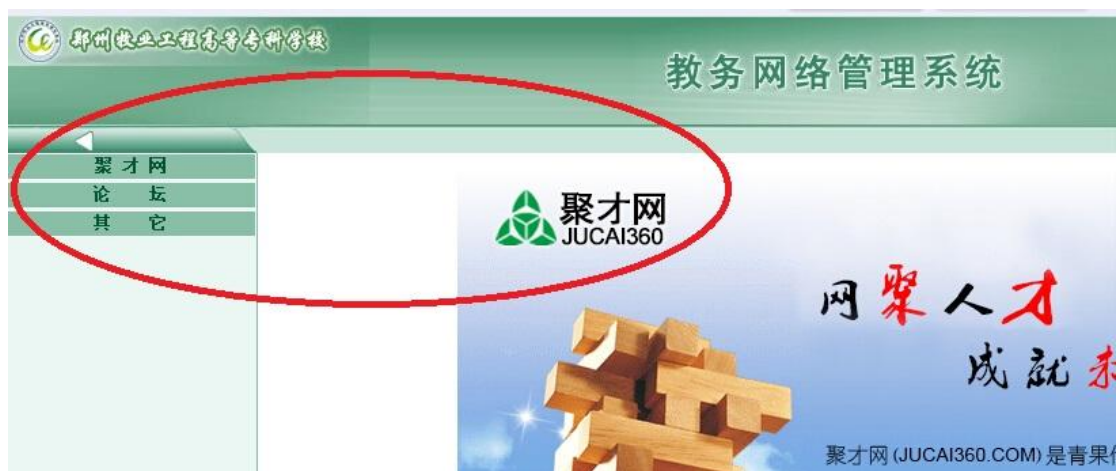 郑州牧业工程高等专科学校
教务网络管理系统
聚才网
论坛
其它
聚才网
JUCAI360
网聚人才
成就
聚才网(JUCAI360.COM)是青果